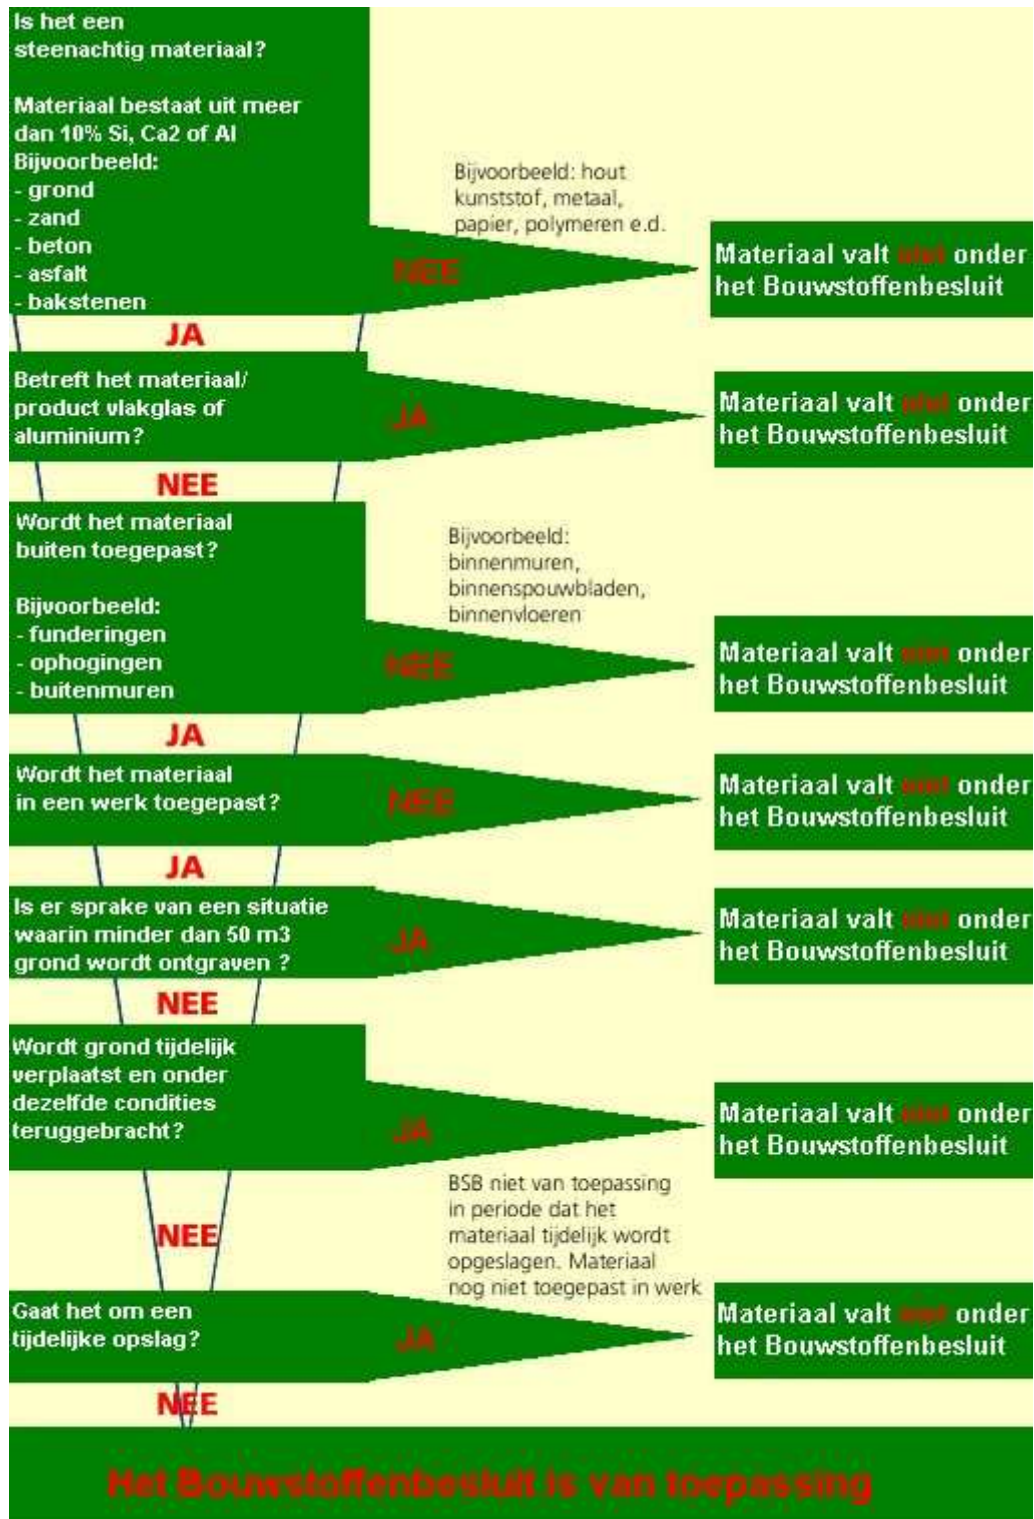 Is het een
steenachtig materiaal?
Materiaal bestaat uit meer
dan 10% Si, Ca2 of Al
Bijvoorbeeld:
- grond
- zand
- beton
- asfalt
- bakstenen
Bijvoorbeeld: hout
kunststof, metaal,
papier, polymeren e.d.
NEE
Materiaal valt niet onder
het Bouwstoffenbesluit
JA
Betreft het materiaal/
product vlakglas of
aluminium?
JA
Materiaal valt niet onder
het Bouwstoffenbesluit
NEE
Wordt het materiaal
buiten toegepast?
Bijvoorbeeld:
- funderingen
- ophogingen
- buitenmuren
Bijvoorbeeld:
binnenmuren,
binnenspouwbladen,
binnenvloeren
NEE
Materiaal valt niet onder
het Bouwstoffenbesluit
JA
Wordt het materiaal
in een werk toegepast?
NEE
Materiaal valt niet onder
het Bouwstoffenbesluit
JA
Is er sprake van een situatie
waarin minder dan 50 m3
grond wordt ontgraven ?
JA
Materiaal valt niet onder
het Bouwstoffenbesluit
NEE
Wordt grond tijdelijk
verplaatst en onder
dezelfde condities
teruggebracht?
JA
Materiaal valt niet onder
het Bouwstoffenbesluit
NEE
BSB niet van toepassing
in periode dat het
materiaal tijdelijk wordt
opgeslagen. Materiaal
nog niet toegepast in werk
Gaat het om een
tijdelijke opslag?
JA
Materiaal valt niet onder
het Bouwstoffenbesluit
NEE
Het Bouwstoffenbesluit is van toepassing